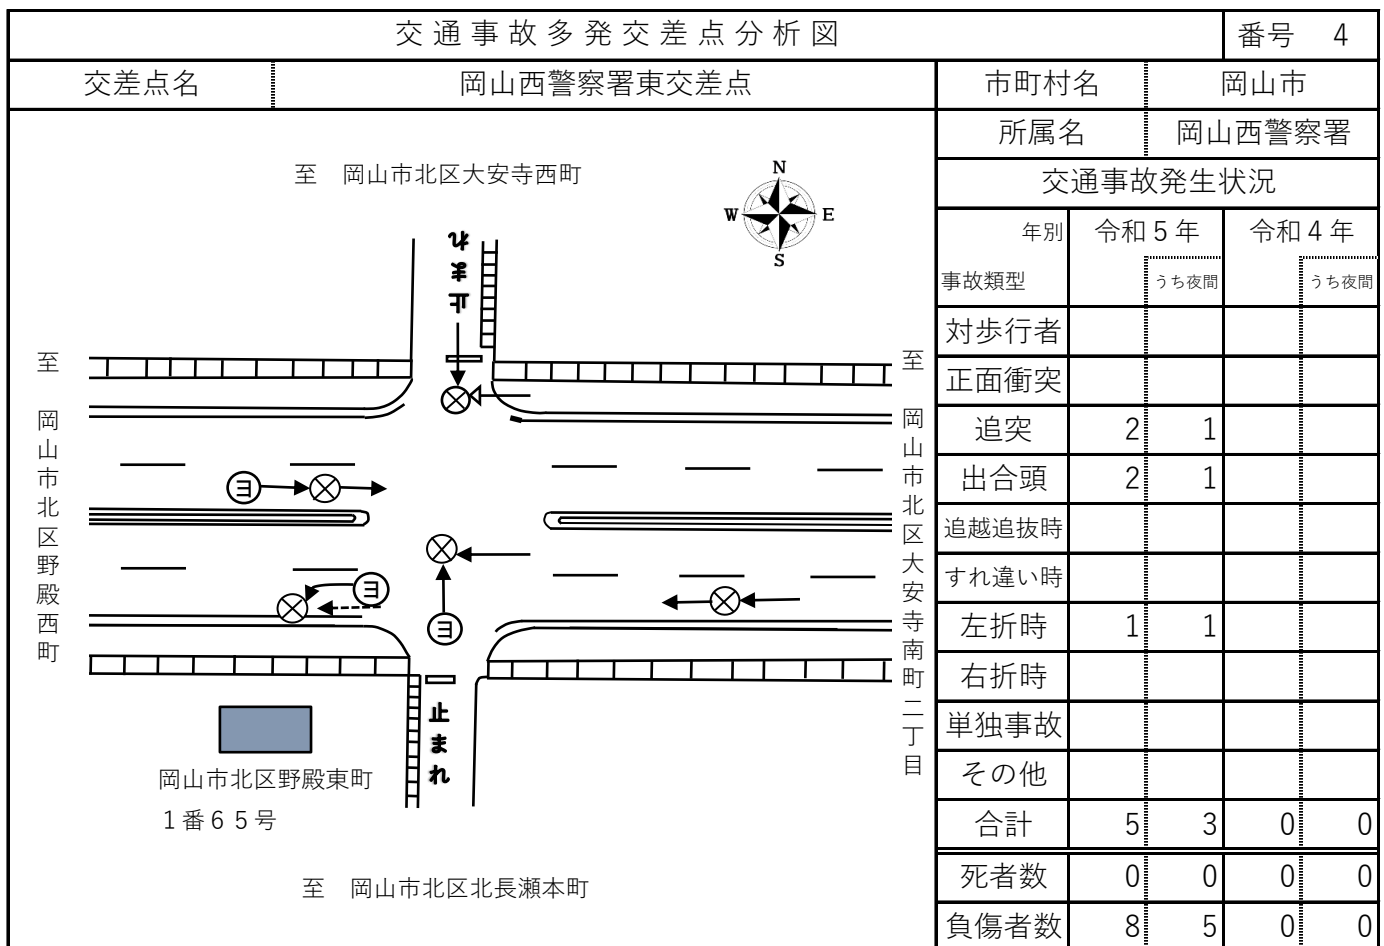 交通事故多発交差点分析図 番号 4
交差点名 岡山西警察署東交差点 市町村名 岡山市
所属名 岡山西警察署
交通事故発生状況
年別 令和5年 令和4年
事故類型 うち夜間 うち夜間
対歩行者
正面衝突
追突 2 1
出合頭 2 1
追越追抜時
すれ違い時
左折時 1 1
右折時
単独事故
その他
合計 5 3 0 0
死者数 0 0 0 0
負傷者数 8 5 0 0
至 岡山市北区大安寺西町
N
W E
S
止まれ
至 岡山市北区野殿西町
至 岡山市北区大安寺南町二丁目
ヨ
ヨ
ヨ
止まれ
岡山市北区野殿東町
1番65号
至 岡山市北区北長瀬本町